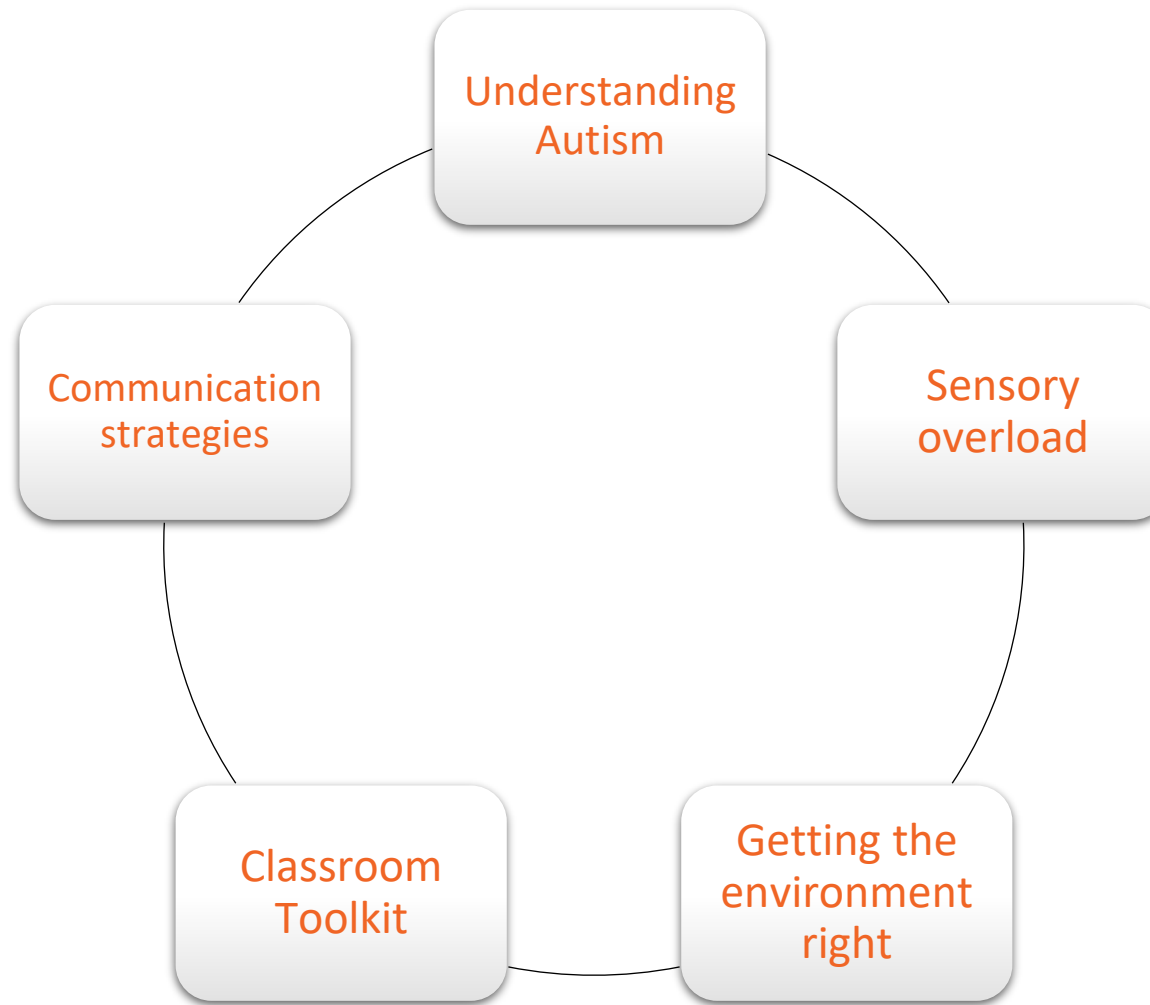 Understanding
Autism
Sensory
overload
Getting the
environment
right
Classroom
Toolkit
Communication
strategies